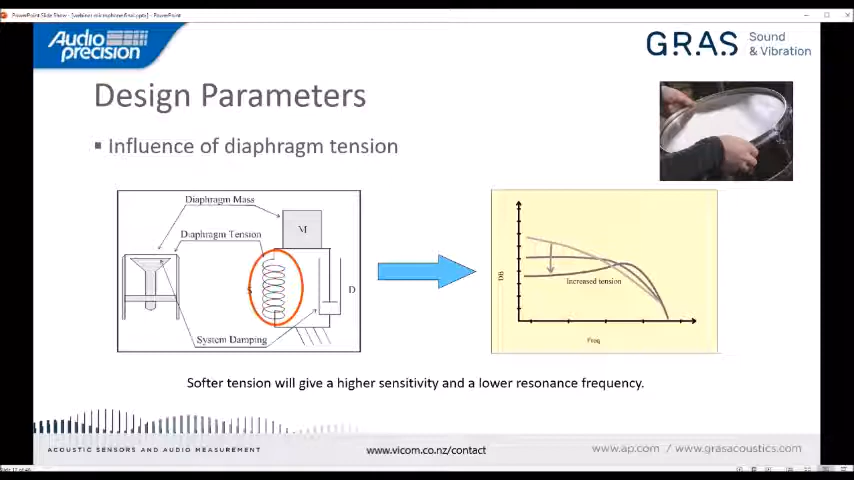 PowerPoint Slide Show - [webinar microphone final.pptx] - PowerPoint
Audio
precision
GRAS
Sound
& Vibration
Design Parameters
Influence of diaphragm tension
Diaphragm Mass
M
Diaphragm Tension
S
D
System Damping
DB
Increased tension
Freq
Softer tension will give a higher sensitivity and a lower resonance frequency.
ACOUSTIC SENSORS AND AUDIO MEASUREMENT
www.vicom.co.nz/contact
www.ap.com / www.grasacoustics.com